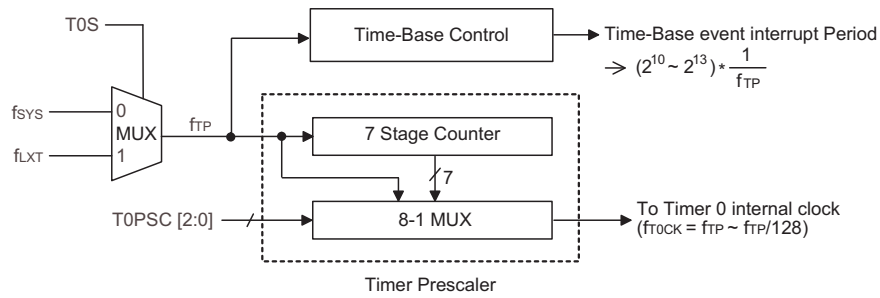 T0S
Time-Base Control
Time-Base event interrupt Period
→ (2^10 ~ 2^13) * 1/fTP
fSYS
0
MUX
fTP
fLXT
1
7 Stage Counter
7
T0PSC [2:0]
8-1 MUX
To Timer 0 internal clock
(fT0CK = fTP ~ fTP/128)
Timer Prescaler